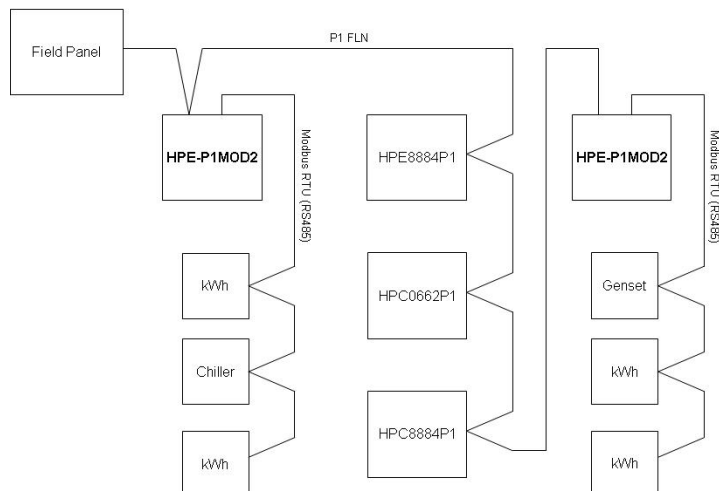 Field Panel
P1 FLN
HPE-P1MOD2
Modbus RTU (RS485)
HPE8884P1
HPE-P1MOD2
Modbus RTU (RS485)
kWh
HPC0662P1
Genset
Chiller
kWh
kWh
HPC8884P1
kWh